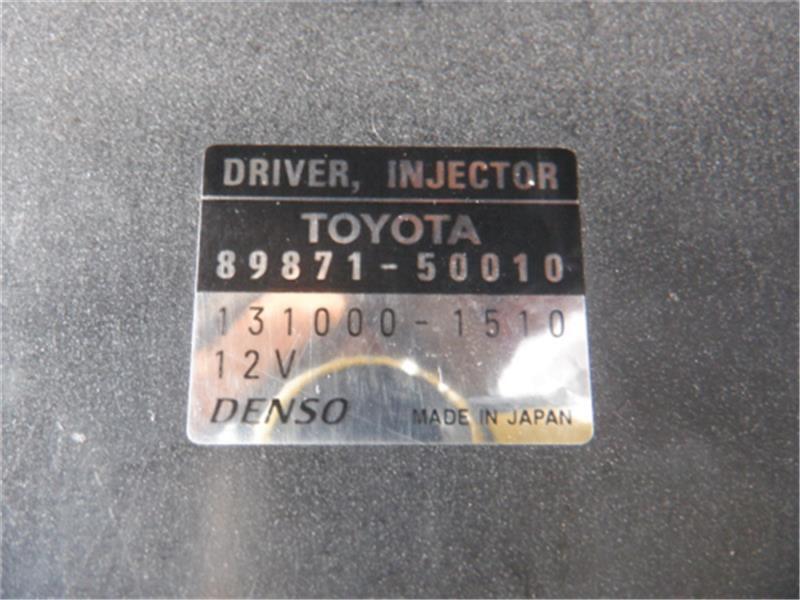 DRIVER, INJECTOR
TOYOTA
89871-50010
131000-1510
12V
DENSO MADE IN JAPAN